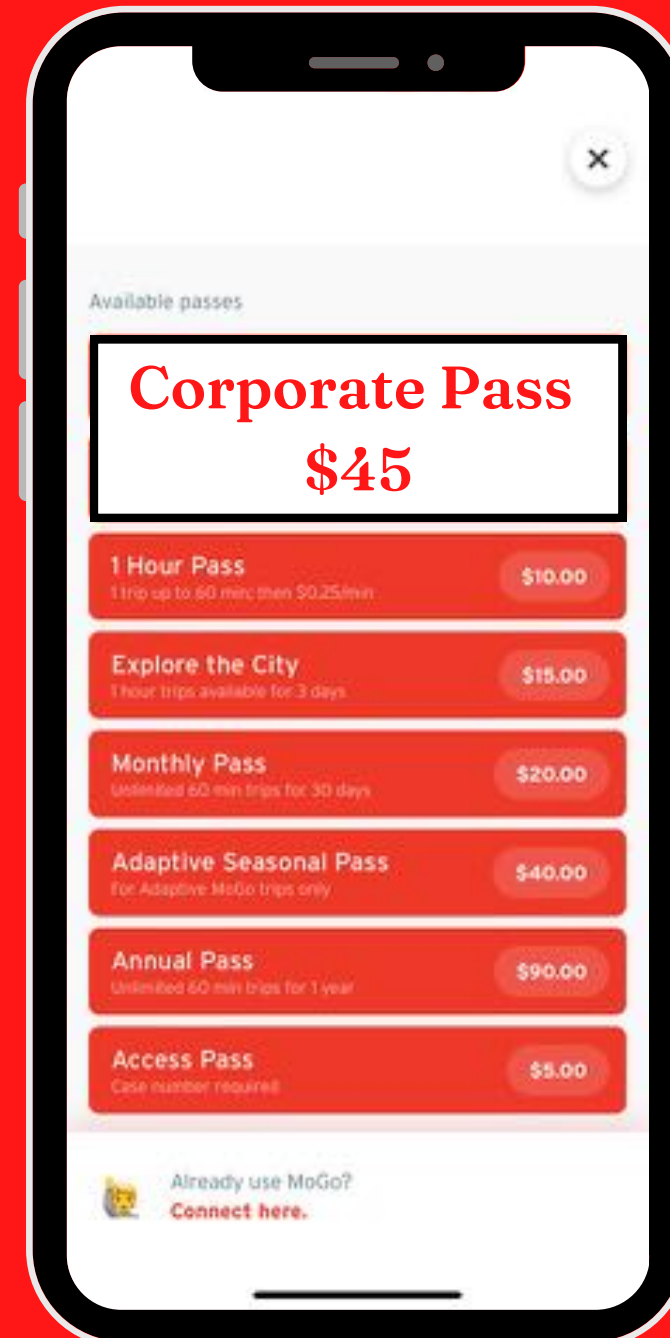 Available passes
Corporate Pass
$45
1 Hour Pass
$10.00
1 trip up to 60 min; then $0.25/min
Explore the City
$15.00
1 hour trips available for 3 days
Monthly Pass
$20.00
Unlimited 60 min trips for 30 days
Adaptive Seasonal Pass
$40.00
For Adaptive MoGo trips only
Annual Pass
$90.00
Unlimited 60 min trips for 1 year
Access Pass
$5.00
Case number required
Already use MoGo?
Connect here.